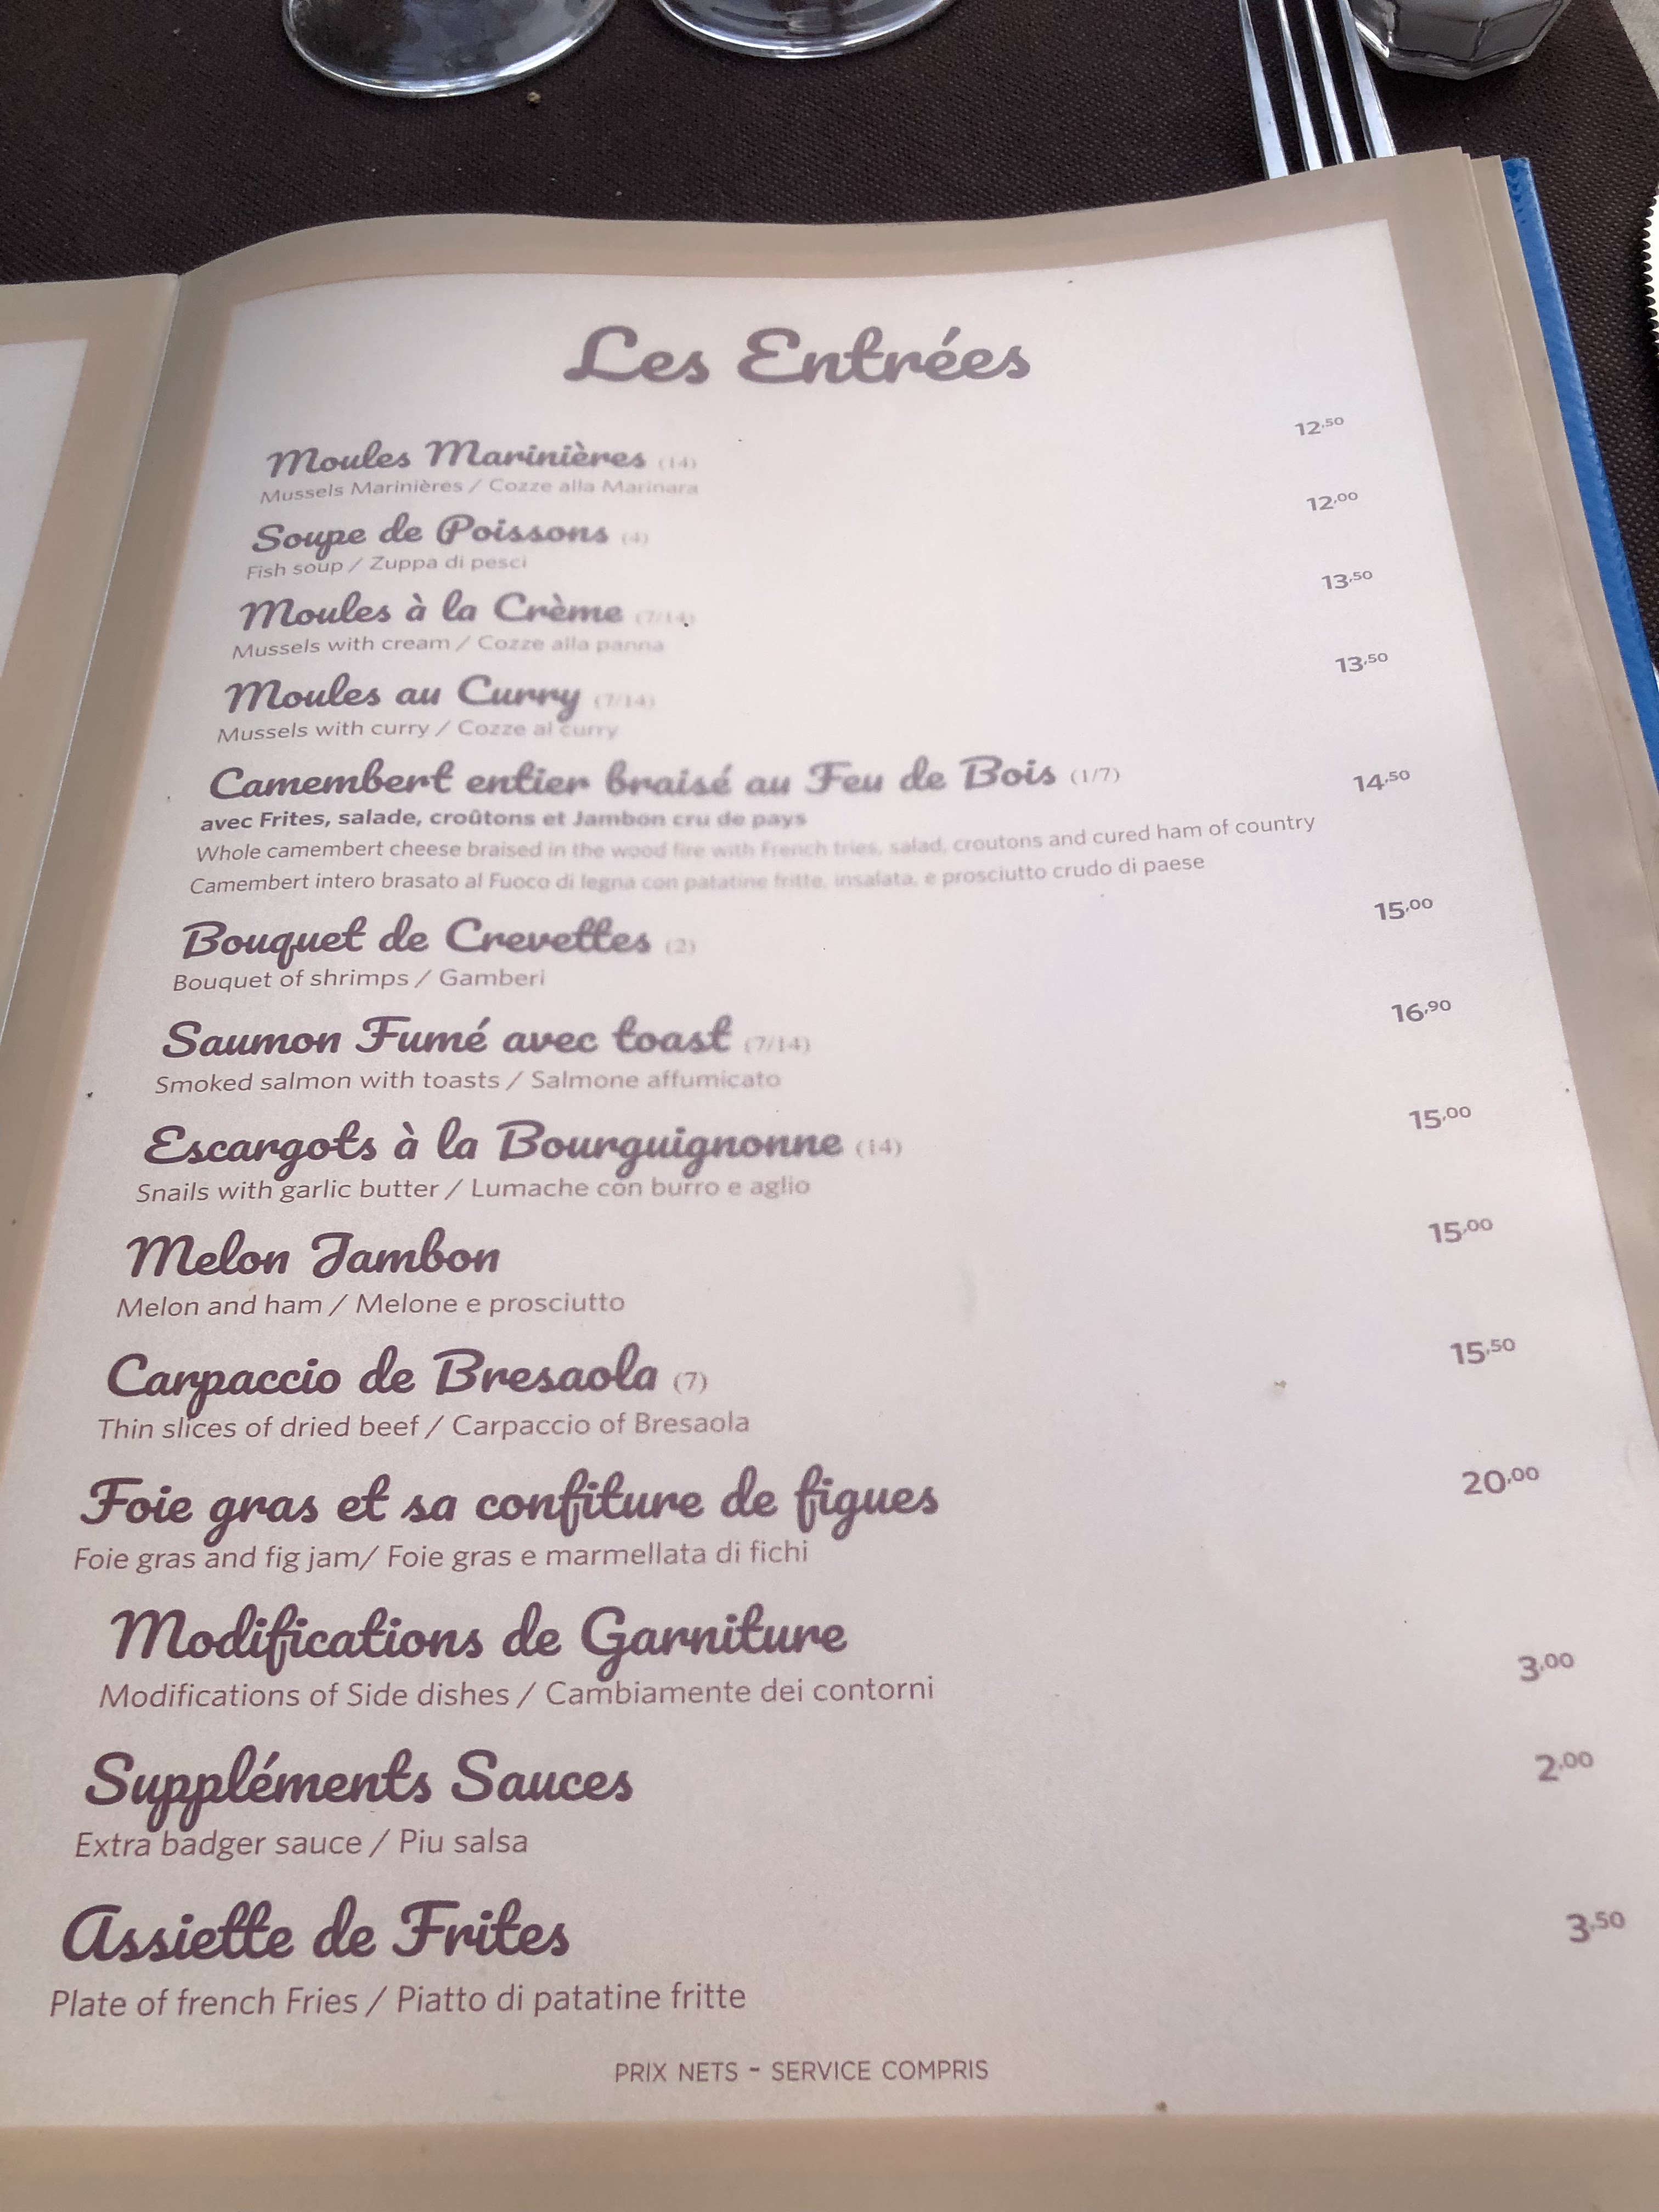 Les Entrées
Moules Marinières (14) 12,50
Mussels Marinières / Cozze alla Marinara
Soupe de Poissons (4) 12,00
Fish soup / Zuppa di pesci
Moules à la Crème (7/14) 13,50
Mussels with cream / Cozze alla panna
Moules au Curry (7/14) 13,50
Mussels with curry / Cozze al curry
Camembert entier braisé au Feu de Bois (1/7) 14,50
avec Frites, salade, croûtons et Jambon cru de pays
Whole camembert cheese braised in the wood fire with French fries, salad, croutons and cured ham of country
Camembert intero brasato al Fuoco di legna con patatine fritte, insalata, e prosciutto crudo di paese
Bouquet de Crevettes (2) 15,00
Bouquet of shrimps / Gamberi
Saumon Fumé avec toast (7/14) 16,90
Smoked salmon with toasts / Salmone affumicato
Escargots à la Bourguignonne (14) 15,00
Snails with garlic butter / Lumache con burro e aglio
Melon Jambon 15,00
Melon and ham / Melone e prosciutto
Carpaccio de Bresaola (7) 15,50
Thin slices of dried beef / Carpaccio of Bresaola
Foie gras et sa confiture de figues 20,00
Foie gras and fig jam/ Foie gras e marmellata di fichi
Modifications de Garniture 3,00
Modifications of Side dishes / Cambiamente dei contorni
Suppléments Sauces 2,00
Extra badger sauce / Piu salsa
Assiette de Frites 3,50
Plate of french Fries / Piatto di patatine fritte
PRIX NETS - SERVICE COMPRIS